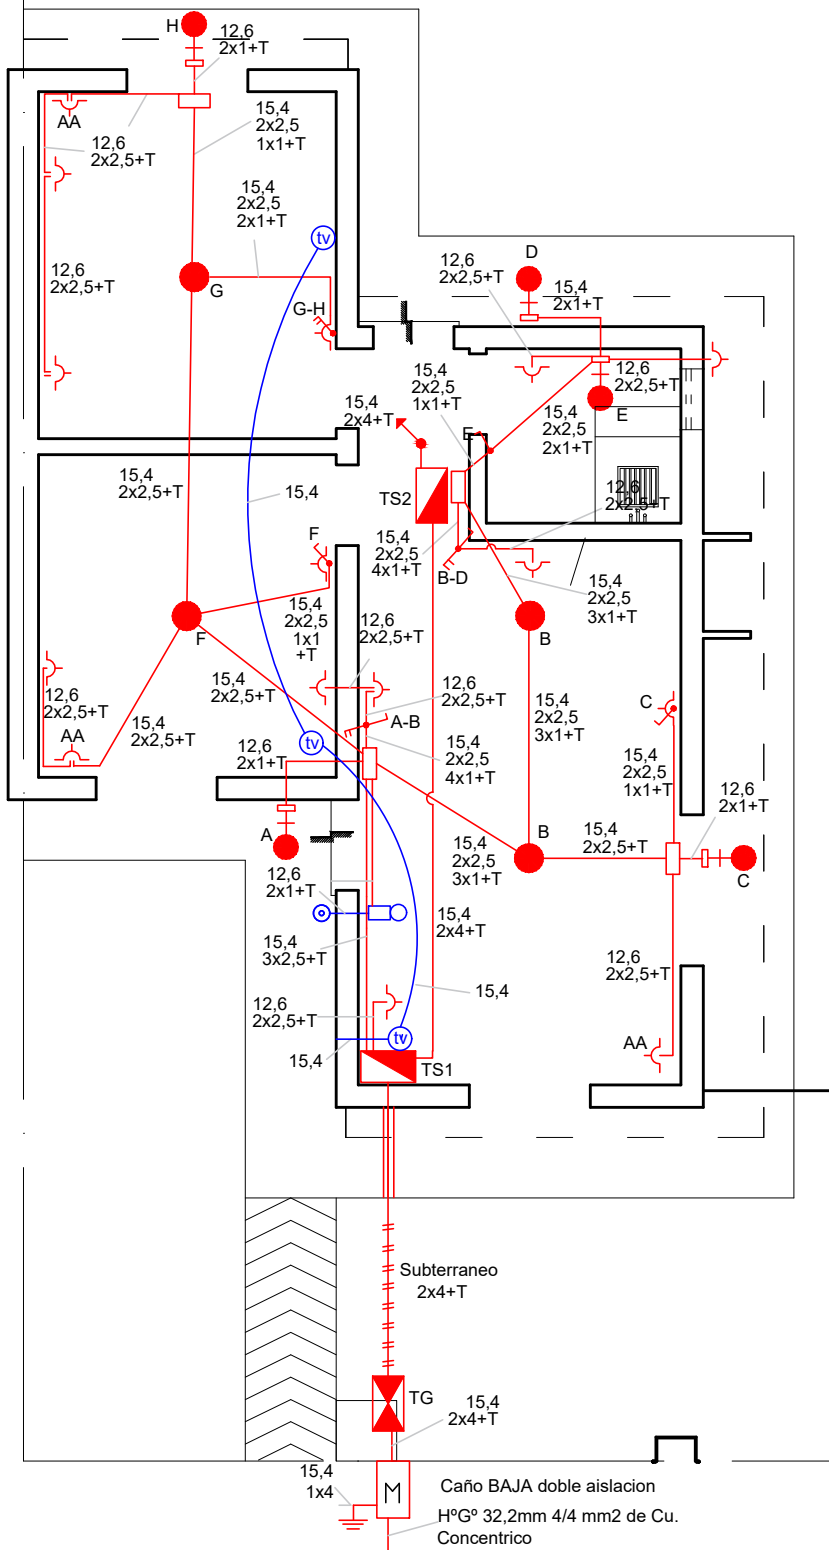 H
12,6
2x1+T
15,4
2x2,5
1x1+T
AA
12,6
2x2,5+T
15,4
2x2,5
2x1+T
tv
12,6
2x2,5+T
G
G-H
D
12,6
2x2,5+T
15,4
2x1+T
15,4
2x2,5
1x1+T
12,6
2x2,5+T
E
15,4
2x4+T
15,4
2x2,5
2x1+T
E
15,4
2x2,5+T
15,4
TS2
12,6
2x2,5+T
F
15,4
2x2,5
4x1+T
B-D
15,4
2x2,5
3x1+T
15,4
2x2,5
1x1
+T
12,6
2x2,5+T
F
B
15,4
2x2,5+T
12,6
2x2,5+T
12,6
2x2,5+T
15,4
2x2,5
3x1+T
C
A-B
15,4
2x2,5+T
AA
tv
12,6
2x1+T
15,4
2x2,5
4x1+T
15,4
2x2,5
1x1+T
12,6
2x1+T
A
15,4
2x2,5
3x1+T
B
15,4
2x2,5+T
C
12,6
2x1+T
15,4
2x4+T
15,4
3x2,5+T
12,6
2x2,5+T
12,6
2x2,5+T
15,4
15,4
tv
AA
TS1
Subterraneo
2x4+T
TG
15,4
2x4+T
15,4
1x4
M
Caño BAJA doble aislacion
HºGº 32,2mm 4/4 mm2 de Cu.
Concentrico